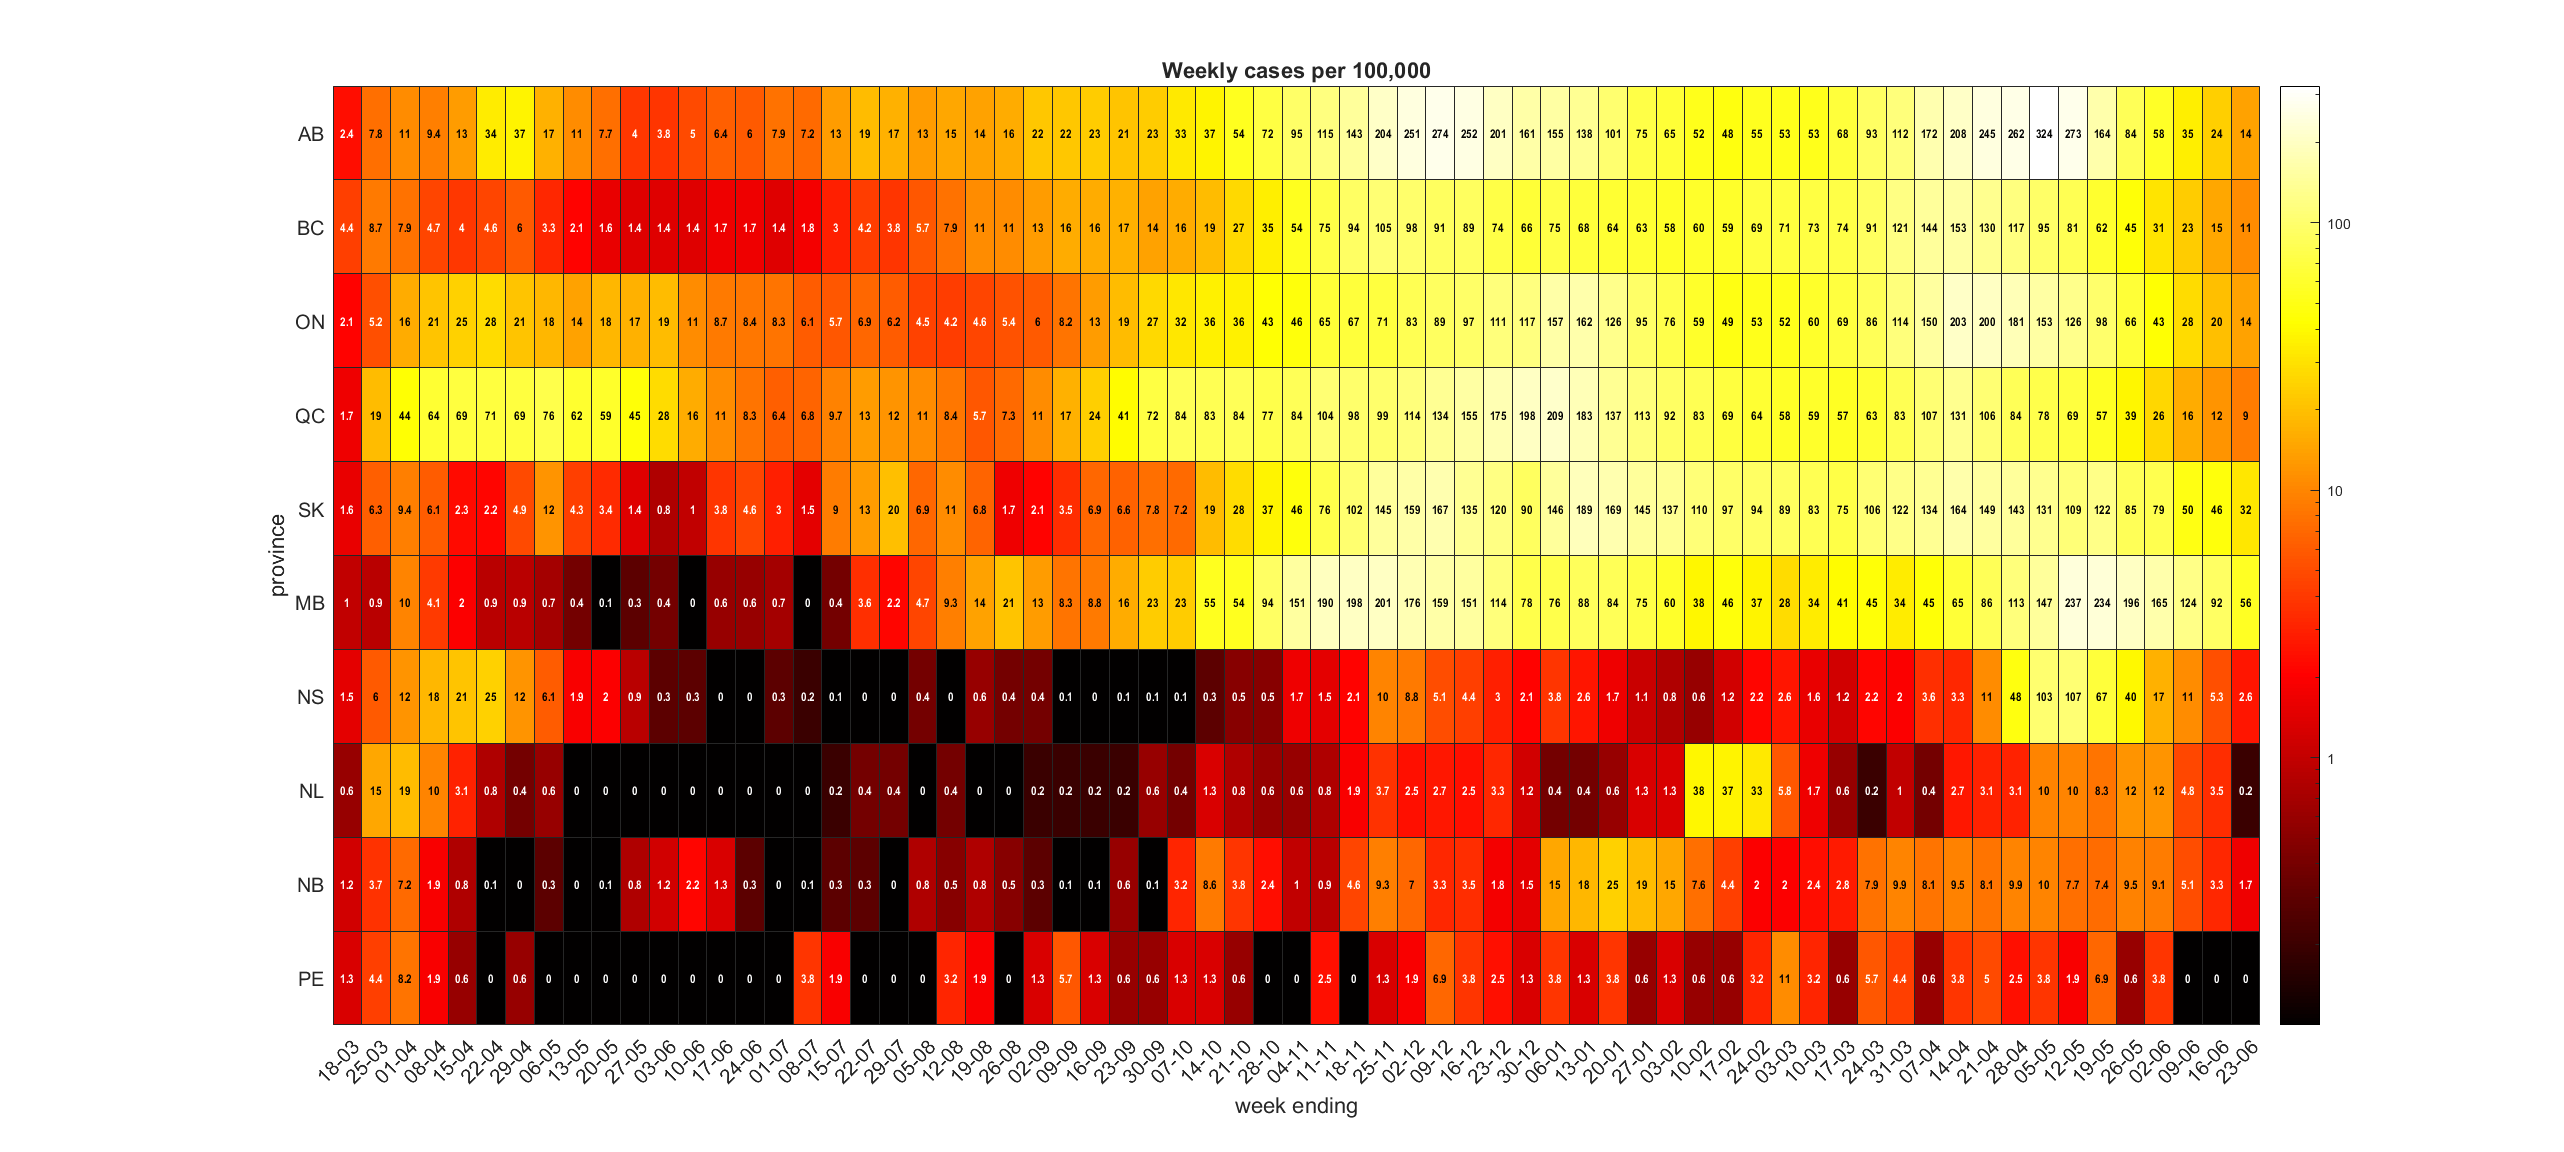 Weekly cases per 100,000
AB 2.4 7.8 11 9.4 13 34 37 17 11 7.7 4 3.8 5 6.4 6 7.9 7.2 13 19 17 13 15 14 16 22 22 23 21 23 33 37 54 72 95 115 143 204 251 274 252 201 161 155 138 101 75 65 52 48 55 53 53 68 93 112 172 208 245 262 324 273 164 84 58 35 24 14
BC 4.4 8.7 7.9 4.7 4 4.6 6 3.3 2.1 1.6 1.4 1.4 1.4 1.7 1.7 1.4 1.8 3 4.2 3.8 5.7 7.9 11 11 13 16 16 17 14 16 19 27 35 54 75 94 105 98 91 89 74 66 75 68 64 63 58 60 59 69 71 73 74 91 121 144 153 130 117 95 81 62 45 31 23 15 11
ON 2.1 5.2 16 21 25 28 21 18 14 18 17 19 11 8.7 8.4 8.3 6.1 5.7 6.9 6.2 4.5 4.2 4.6 5.4 6 8.2 13 19 27 32 36 36 43 46 65 67 71 83 89 97 111 117 157 162 126 95 76 59 49 53 52 60 69 86 114 150 203 200 181 153 126 98 66 43 28 20 14
QC 1.7 19 44 64 69 71 69 76 62 59 45 28 16 11 8.3 6.4 6.8 9.7 13 12 11 8.4 5.7 7.3 11 17 24 41 72 84 83 84 77 84 104 98 99 114 134 155 175 198 209 183 137 113 92 83 69 64 58 59 57 63 83 107 131 106 84 78 69 57 39 26 16 12 9
SK 1.6 6.3 9.4 6.1 2.3 2.2 4.9 12 4.3 3.4 1.4 0.8 1 3.8 4.6 3 1.5 9 13 20 6.9 11 6.8 1.7 2.1 3.5 6.9 6.6 7.8 7.2 19 28 37 46 76 102 145 159 167 135 120 90 146 189 169 145 137 110 97 94 89 83 75 106 122 134 164 149 143 131 109 122 85 79 50 46 32
MB 1 0.9 10 4.1 2 0.9 0.9 0.7 0.4 0.1 0.3 0.4 0 0.6 0.6 0.7 0 0.4 3.6 2.2 4.7 9.3 14 21 13 8.3 8.8 16 23 23 55 54 94 151 190 198 201 176 159 151 114 78 76 88 84 75 60 38 46 37 28 34 41 45 34 45 65 86 113 147 237 234 196 165 124 92 56
NS 1.5 6 12 18 21 25 12 6.1 1.9 2 0.9 0.3 0.3 0 0 0.3 0.2 0.1 0 0 0.4 0 0.6 0.4 0.4 0.1 0 0.1 0.1 0.1 0.3 0.5 0.5 1.7 1.5 2.1 10 8.8 5.1 4.4 3 2.1 3.8 2.6 1.7 1.1 0.8 0.6 1.2 2.2 2.6 1.6 1.2 2.2 2 3.6 3.3 11 48 103 107 67 40 17 11 5.3 2.6
NL 0.6 15 19 10 3.1 0.8 0.4 0.6 0 0 0 0 0 0 0 0 0 0.2 0.4 0.4 0 0.4 0 0 0.2 0.2 0.2 0.2 0.6 0.4 1.3 0.8 0.6 0.6 0.8 1.9 3.7 2.5 2.7 2.5 3.3 1.2 0.4 0.4 0.6 1.3 1.3 38 37 33 5.8 1.7 0.6 0.2 1 0.4 2.7 3.1 3.1 10 10 8.3 12 12 4.8 3.5 0.2
NB 1.2 3.7 7.2 1.9 0.8 0.1 0 0.3 0 0.1 0.8 1.2 2.2 1.3 0.3 0 0.1 0.3 0.3 0 0.8 0.5 0.8 0.5 0.3 0.1 0.1 0.6 0.1 3.2 8.6 3.8 2.4 1 0.9 4.6 9.3 7 3.3 3.5 1.8 1.5 15 18 25 19 15 7.6 4.4 2 2 2.4 2.8 7.9 9.9 8.1 9.5 8.1 9.9 10 7.7 7.4 9.5 9.1 5.1 3.3 1.7
PE 1.3 4.4 8.2 1.9 0.6 0 0.6 0 0 0 0 0 0 0 0 0 3.8 1.9 0 0 0 3.2 1.9 0 1.3 5.7 1.3 0.6 0.6 1.3 1.3 0.6 0 0 2.5 0 1.3 1.9 6.9 3.8 2.5 1.3 3.8 1.3 3.8 0.6 1.3 0.6 0.6 3.2 11 3.2 0.6 5.7 4.4 0.6 3.8 5 2.5 3.8 1.9 6.9 0.6 3.8 0 0 0
province
18-03 25-03 01-04 08-04 15-04 22-04 29-04 06-05 13-05 20-05 27-05 03-06 10-06 17-06 24-06 01-07 08-07 15-07 22-07 29-07 05-08 12-08 19-08 26-08 02-09 09-09 16-09 23-09 30-09 07-10 14-10 21-10 28-10 04-11 11-11 18-11 25-11 02-12 09-12 16-12 23-12 30-12 06-01 13-01 20-01 27-01 03-02 10-02 17-02 24-02 03-03 10-03 17-03 24-03 31-04 07-04 14-04 21-04 28-05 05-05 12-05 19-05 26-05 02-06 09-06 16-06 23-06
week ending
100
10
1